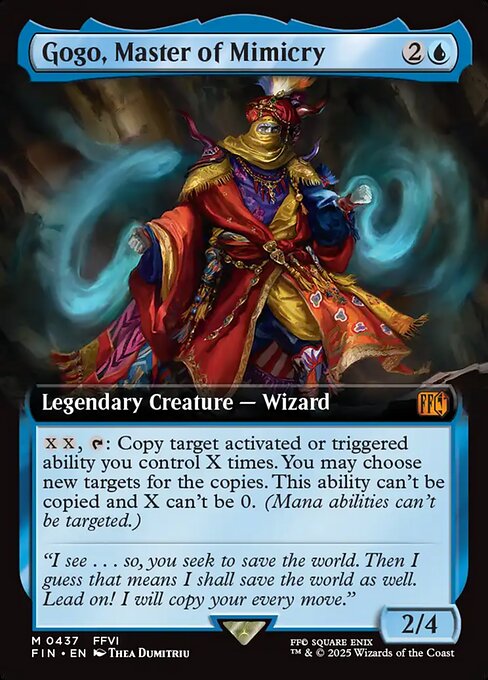 Gogo, Master of Mimicry 2
Legendary Creature — Wizard FF
X X, T: Copy target activated or triggered
ability you control X times. You may choose
new targets for the copies. This ability can't be
copied and X can't be 0. (Mana abilities can't
be targeted.)
“I see . . . so, you seek to save the world. Then I
guess that means I shall save the world as well.
Lead on! I will copy your every move.”
2/4
M 0437 FFVI
FIN • EN Thea Dumitriu
FF© SQUARE ENIX
™ & © 2025 Wizards of the Coast